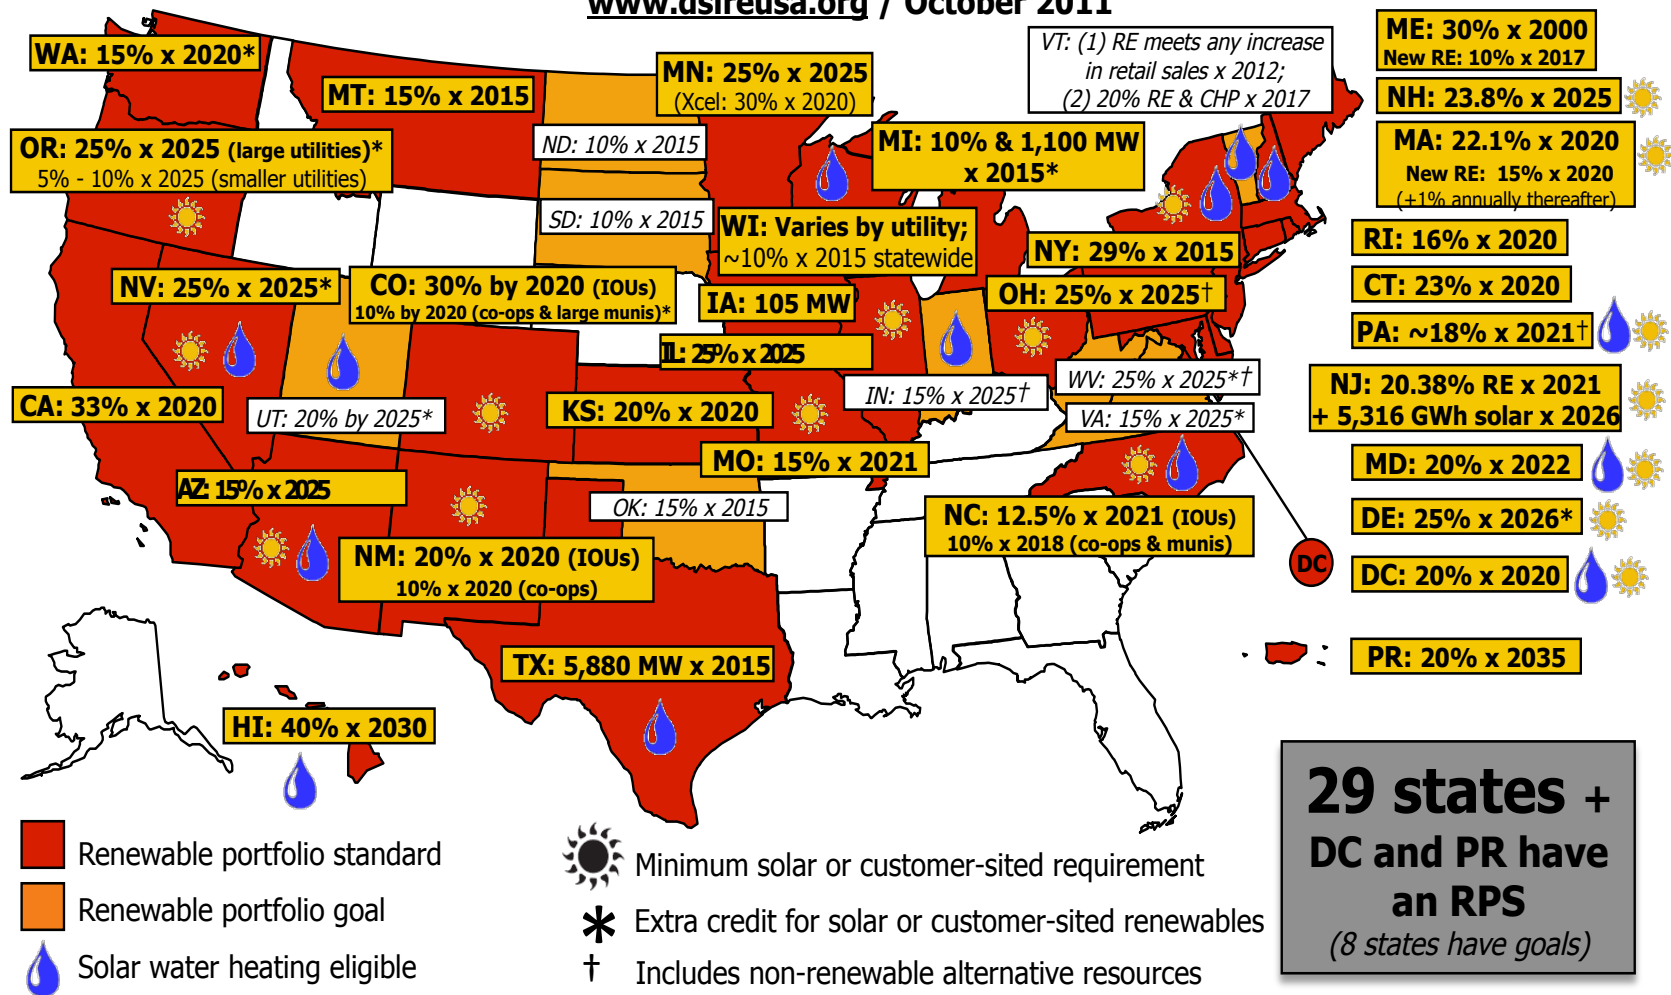 www.dsireusa.org / October 2011
WA: 15% x 2020*
MT: 15% x 2015
MN: 25% x 2025
(Xcel: 30% x 2020)
VT: (1) RE meets any increase
in retail sales x 2012;
(2) 20% RE & CHP x 2017
ME: 30% x 2000
New RE: 10% x 2017
NH: 23.8% x 2025
OR: 25% x 2025 (large utilities)*
5% - 10% x 2025 (smaller utilities)
ND: 10% x 2015
MI: 10% & 1,100 MW
x 2015*
MA: 22.1% x 2020
New RE: 15% x 2020
(+1% annually thereafter)
SD: 10% x 2015
WI: Varies by utility;
~10% x 2015 statewide
NY: 29% x 2015
RI: 16% x 2020
NV: 25% x 2025*
CO: 30% by 2020 (IOUs)
10% by 2020 (co-ops & large munis)*
IA: 105 MW
OH: 25% x 2025†
CT: 23% x 2020
IL: 25% x 2025
PA: ~18% x 2021†
CA: 33% x 2020
UT: 20% by 2025*
KS: 20% x 2020
IN: 15% x 2025†
WV: 25% x 2025*†
VA: 15% x 2025*
NJ: 20.38% RE x 2021
+ 5,316 GWh solar x 2026
MO: 15% x 2021
MD: 20% x 2022
AZ: 15% x 2025
OK: 15% x 2015
NC: 12.5% x 2021 (IOUs)
10% x 2018 (co-ops & munis)
DE: 25% x 2026*
NM: 20% x 2020 (IOUs)
10% x 2020 (co-ops)
DC
DC: 20% x 2020
TX: 5,880 MW x 2015
PR: 20% x 2035
HI: 40% x 2030
29 states +
DC and PR have
an RPS
(8 states have goals)
Renewable portfolio standard
Renewable portfolio goal
Solar water heating eligible
Minimum solar or customer-sited requirement
* Extra credit for solar or customer-sited renewables
† Includes non-renewable alternative resources